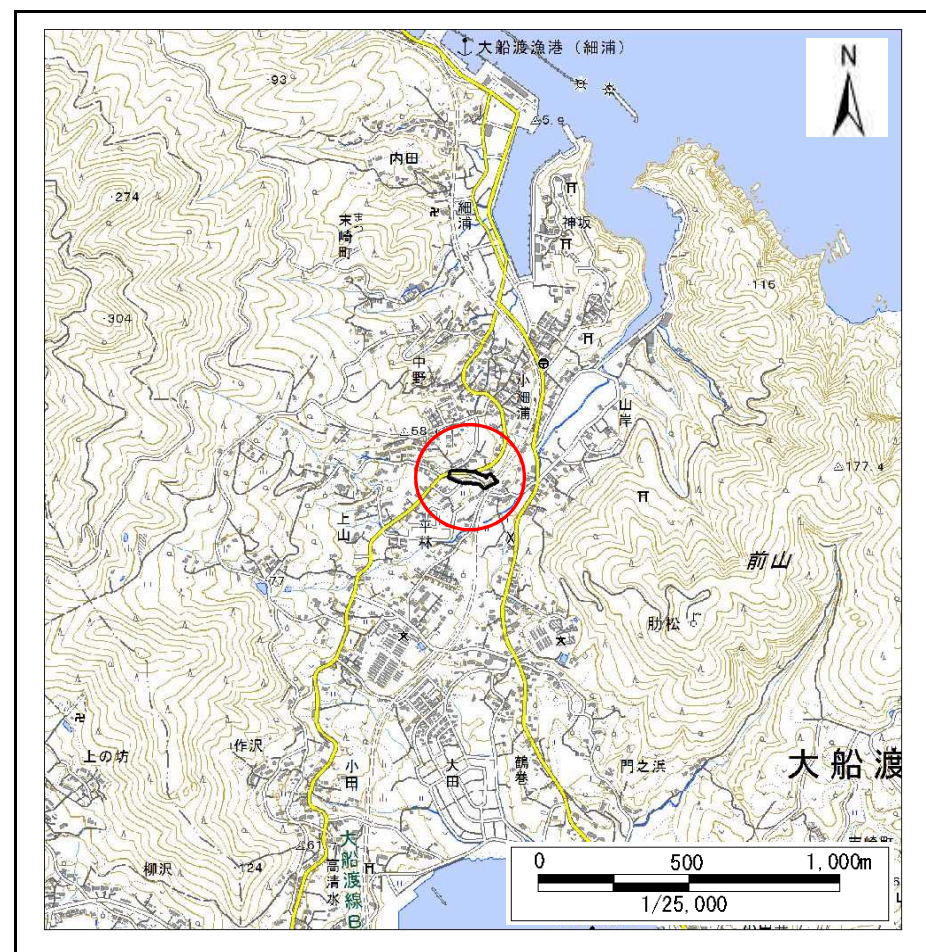 大船渡漁港（細浦）
N
93
5.9
内田
274
細浦
神坂
末崎町
まつ
115
304
中野
小細浦
山岸
58
177.4
上山
平林
前山
77
肋松
上の坊
作沢
小田
大田
鶴巻
門之浜
大船渡
61
124
柳沢
高清水
大船渡線B
0 500 1,000m
1/25,000